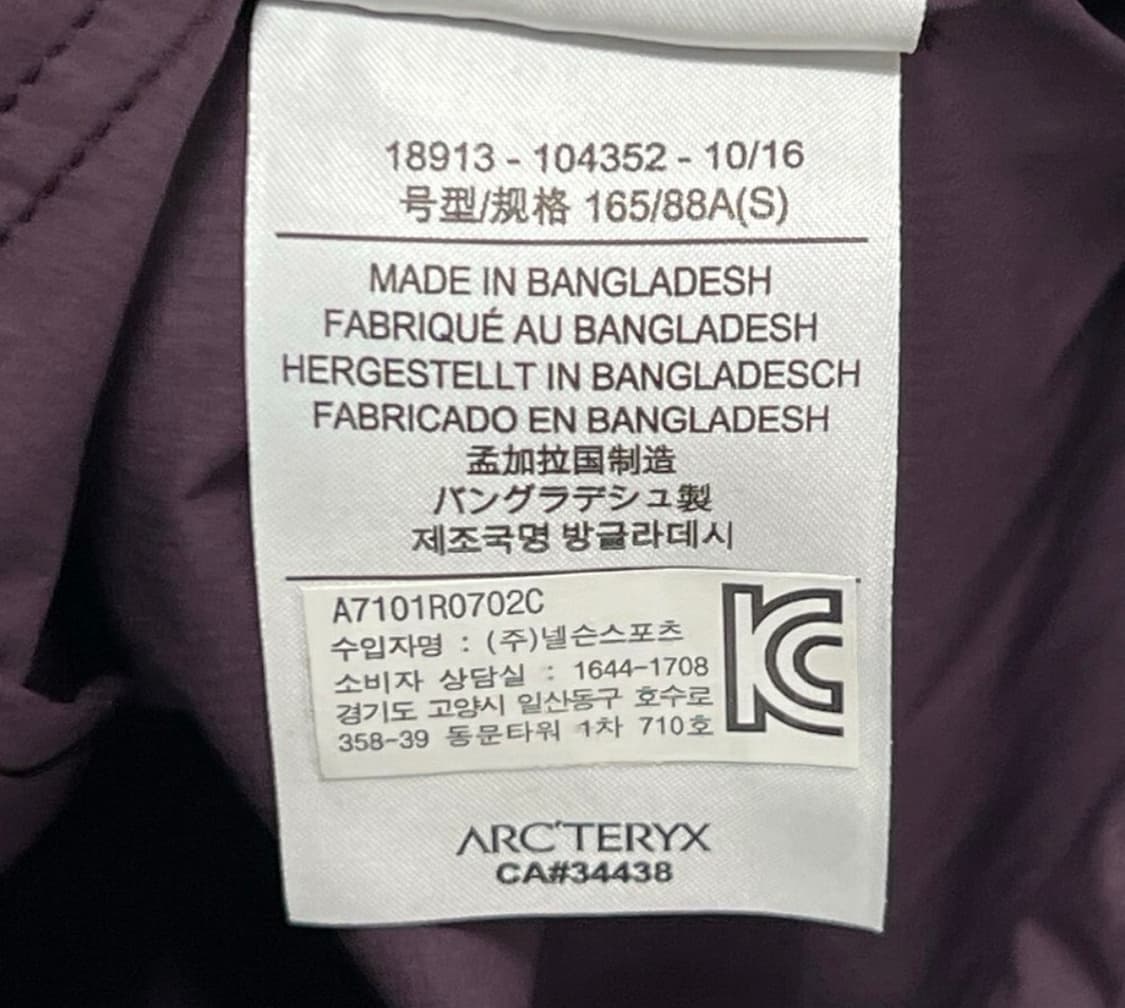 18913 - 104352 - 10/16
号型/规格 165/88A(S)
MADE IN BANGLADESH
FABRIQUÉ AU BANGLADESH
HERGESTELLT IN BANGLADESCH
FABRICADO EN BANGLADESH
孟加拉国制造
バングラデシュ製
제조국명 방글라데시
A7101R0702C
수입자명 : (주)넬슨스포츠
소비자 상담실 : 1644-1708
경기도 고양시 일산동구 호수로
358-39 동문타워 1차 710호
KC
ARC'TERYX
CA#34438